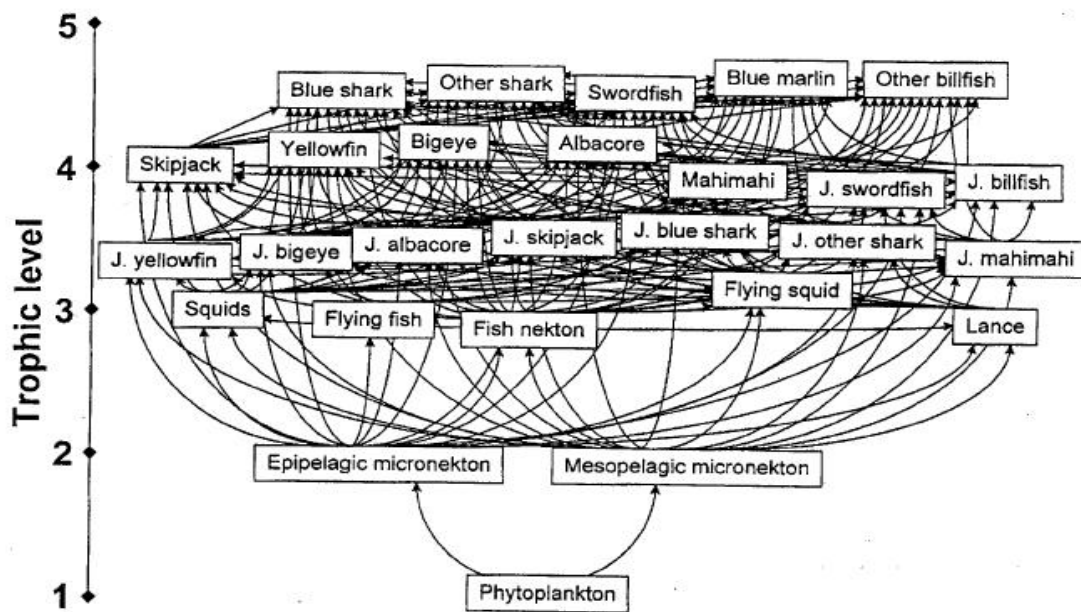 5
Blue shark
Other shark
Swordfish
Blue marlin
Other billfish
4
Skipjack
Yellowfin
Bigeye
Albacore
Mahimahi
J. swordfish
J. billfish
J. yellowfin
J. bigeye
J. albacore
J. skipjack
J. blue shark
J. other shark
J. mahimahi
3
Squids
Flying fish
Fish nekton
Flying squid
Lance
2
Epipelagic micronekton
Mesopelagic micronekton
1
Phytoplankton
Trophic level